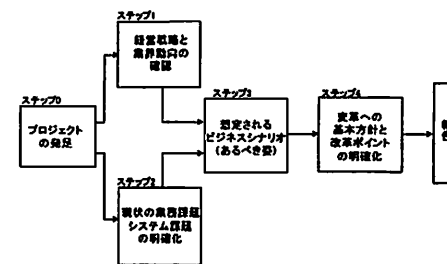 ステップ0
プロジェクト
の発足
ステップ1
経営戦略と
業界動向の
確認
ステップ2
現状の業務課題
システム課題
の明確化
ステップ3
想定される
ビジネスシナリオ
(あるべき姿)
ステップ4
変革への
基本方針と
改革ポイント
の明確化